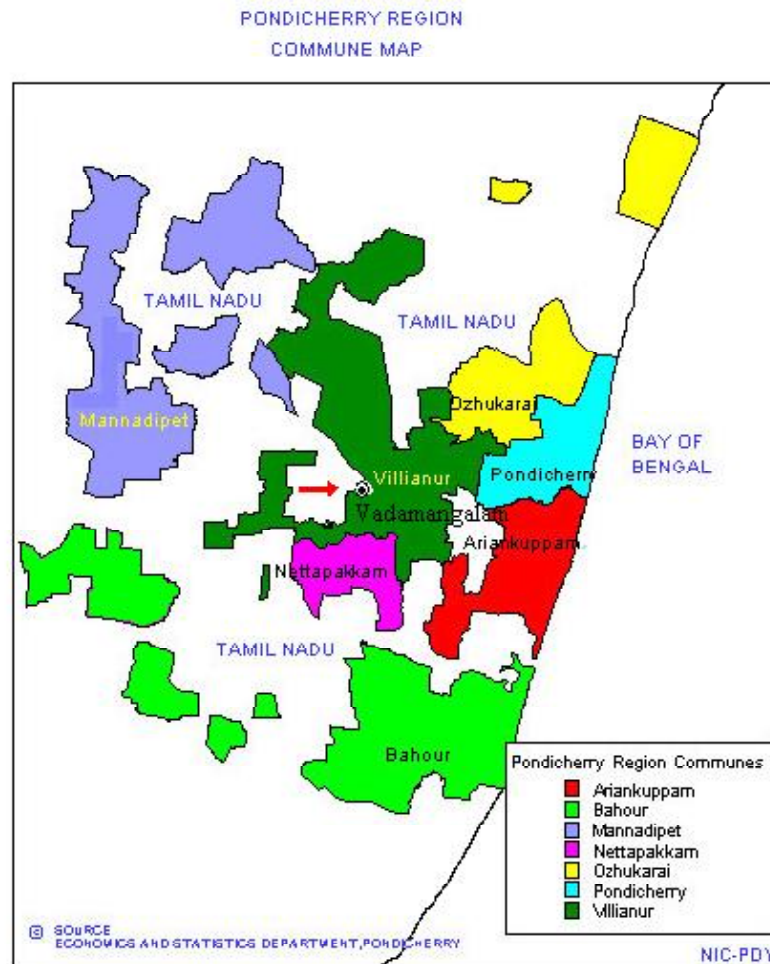 PONDICHERRY REGION
COMMUNE MAP
TAMIL NADU
TAMIL NADU
Ozhukarai
Mannadipet
BAY OF
BENGAL
Villianur
Pondicherry
Vadamangalam
Ariankuppam
Nettapakkam
TAMIL NADU
Bahour
Pondicherry Region Communes
Ariankuppam
Bahour
Mannadipet
Nettapakkam
Ozhukarai
Pondicherry
Villianur
© SOURCE
ECONOMICS AND STATISTICS DEPARTMENT,PONDICHERRY
NIC-PDY